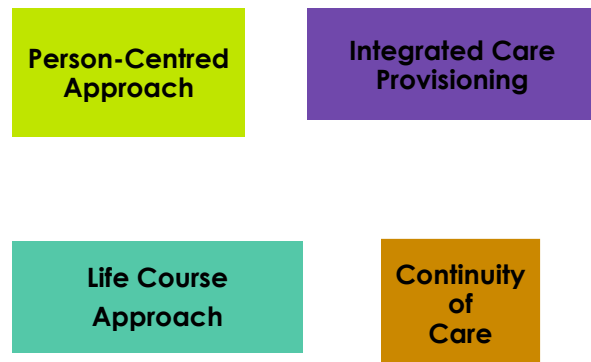 Person-Centred
Approach
Integrated Care
Provisioning
Life Course
Approach
Continuity
of
Care